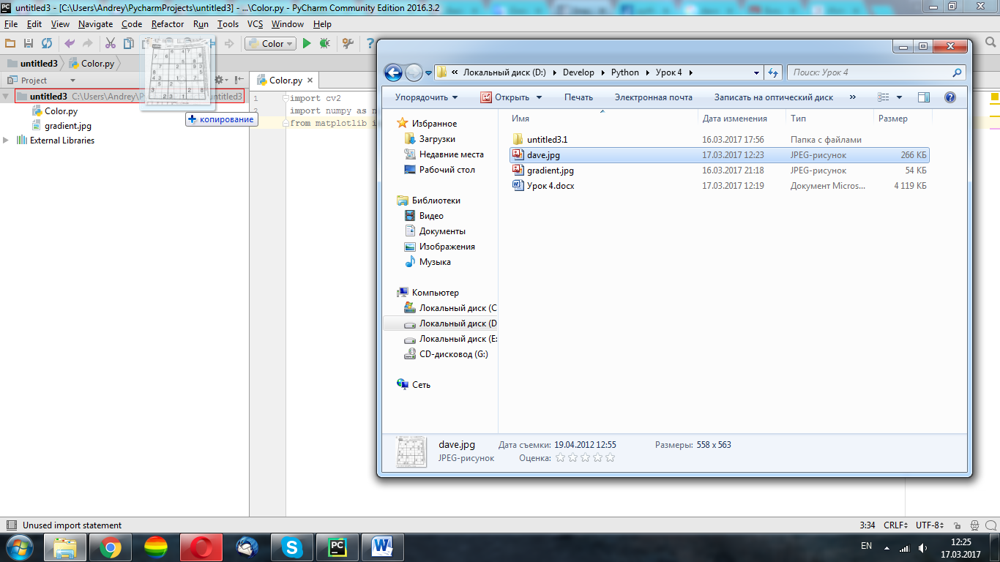 untitled3 - [C:\Users\Andrey\PycharmProjects\untitled3] - ...\Color.py - PyCharm Community Edition 2016.3.2
File Edit View Navigate Code Refactor Run Tools VCS Window Help
Color
untitled3 Color.py
Project
Color.py
untitled3 C:\Users\Andrey\P untitled3
Color.py
gradient.jpg
External Libraries
копирование
1 import cv2
2 import numpy as n
3 from matplotlib i
Локальный диск (D:) Develop Python Урок 4
Поиск: Урок 4
Упорядочить Открыть Печать Электронная почта Записать на оптический диск »
Избранное
Загрузки
Недавние места
Рабочий стол
Библиотеки
Видео
Документы
Изображения
Музыка
Компьютер
Локальный диск (C
Локальный диск (D
Локальный диск (E:
CD-дисковод (G:)
Сеть
Имя Дата изменения Тип Размер
untitled3.1 16.03.2017 17:56 Папка с файлами
dave.jpg 17.03.2017 12:23 JPEG-рисунок 266 КБ
gradient.jpg 16.03.2017 21:18 JPEG-рисунок 54 КБ
Урок 4.docx 17.03.2017 12:19 Документ Micros... 4 119 КБ
dave.jpg Дата съемки: 19.04.2012 12:55 Размеры: 558 x 563
JPEG-рисунок Оценка:
Unused import statement
3:34 CRLF UTF-8
EN
12:25
17.03.2017